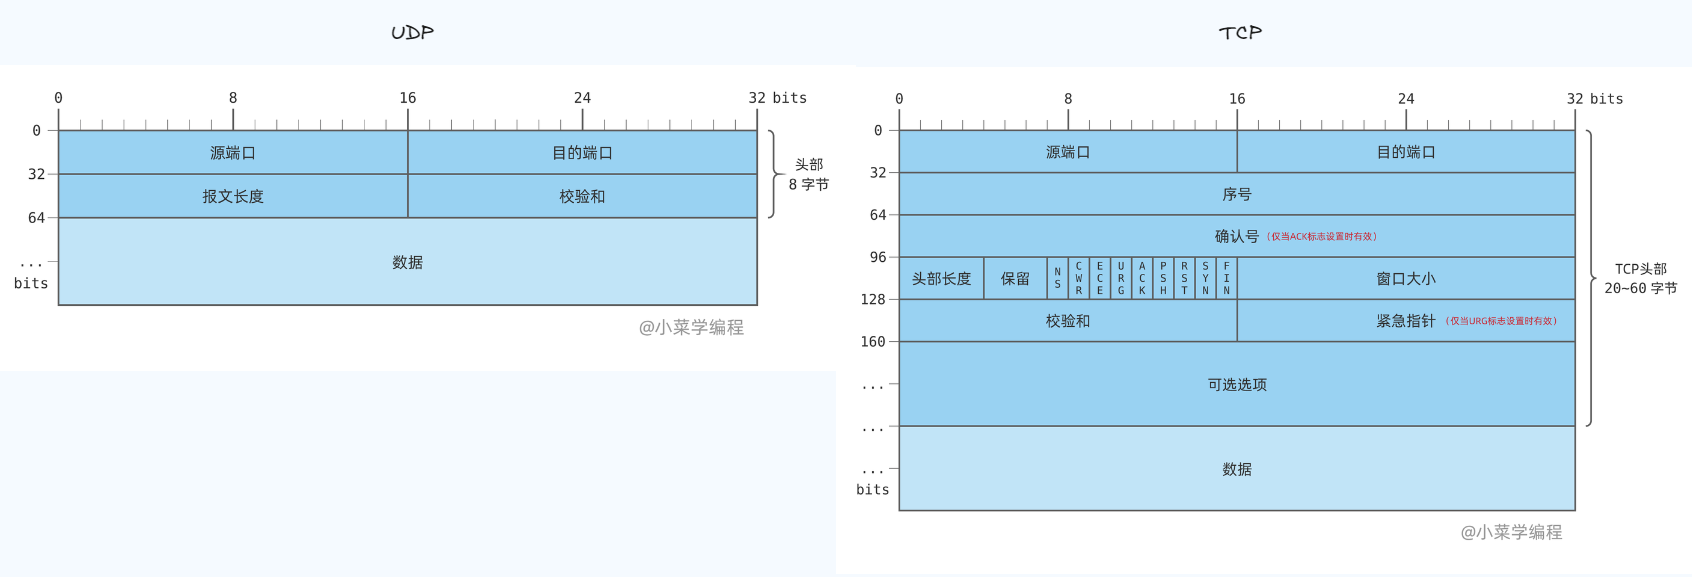 UDP
0 8 16 24 32 bits
0
源端口 目的端口
32
报文长度 校验和
64
头部
8 字节
...
bits
数据
@小菜学编程
TCP
0 8 16 24 32 bits
0
源端口 目的端口
32
序号
64
确认号 (仅当ACK标志设置时有效)
96
头部长度 保留 NS CWR ECE URG ACK PSH RST SYN FIN 窗口大小
128
校验和 紧急指针 (仅当URG标志设置时有效)
160
... 可选选项
...
... 数据
bits
TCP头部
20~60 字节
@小菜学编程